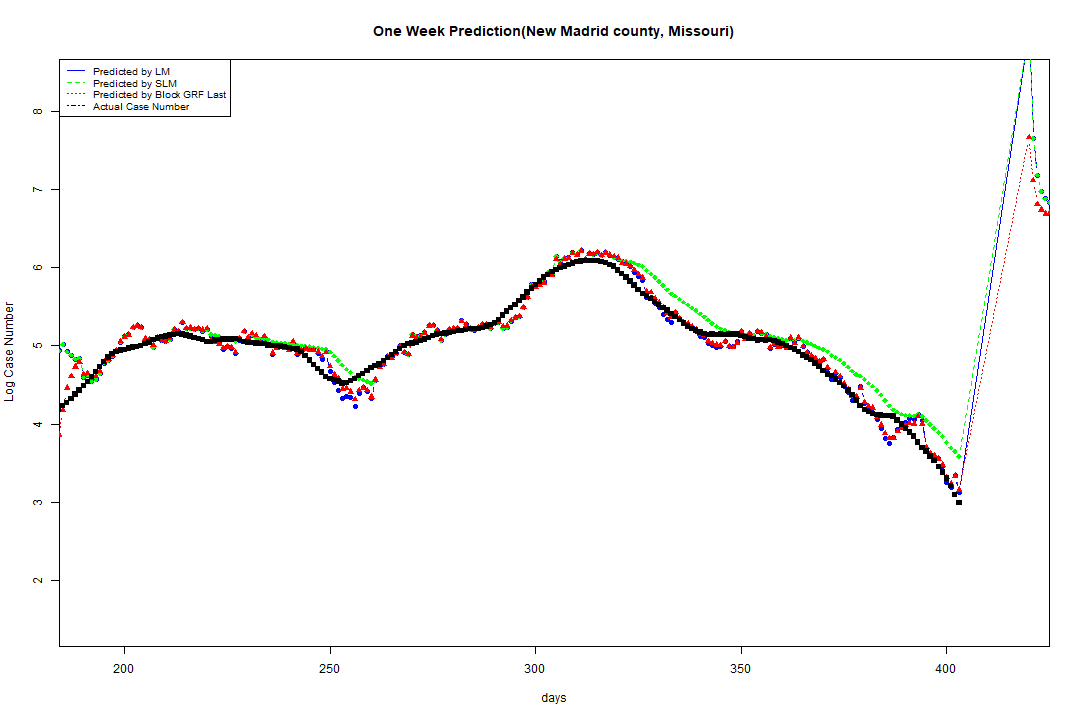 One Week Prediction(New Madrid county, Missouri)
Predicted by LM
Predicted by SLM
Predicted by Block GRF Last
Actual Case Number
8
7
6
5
4
3
2
Log Case Number
200 250 300 350 400
days